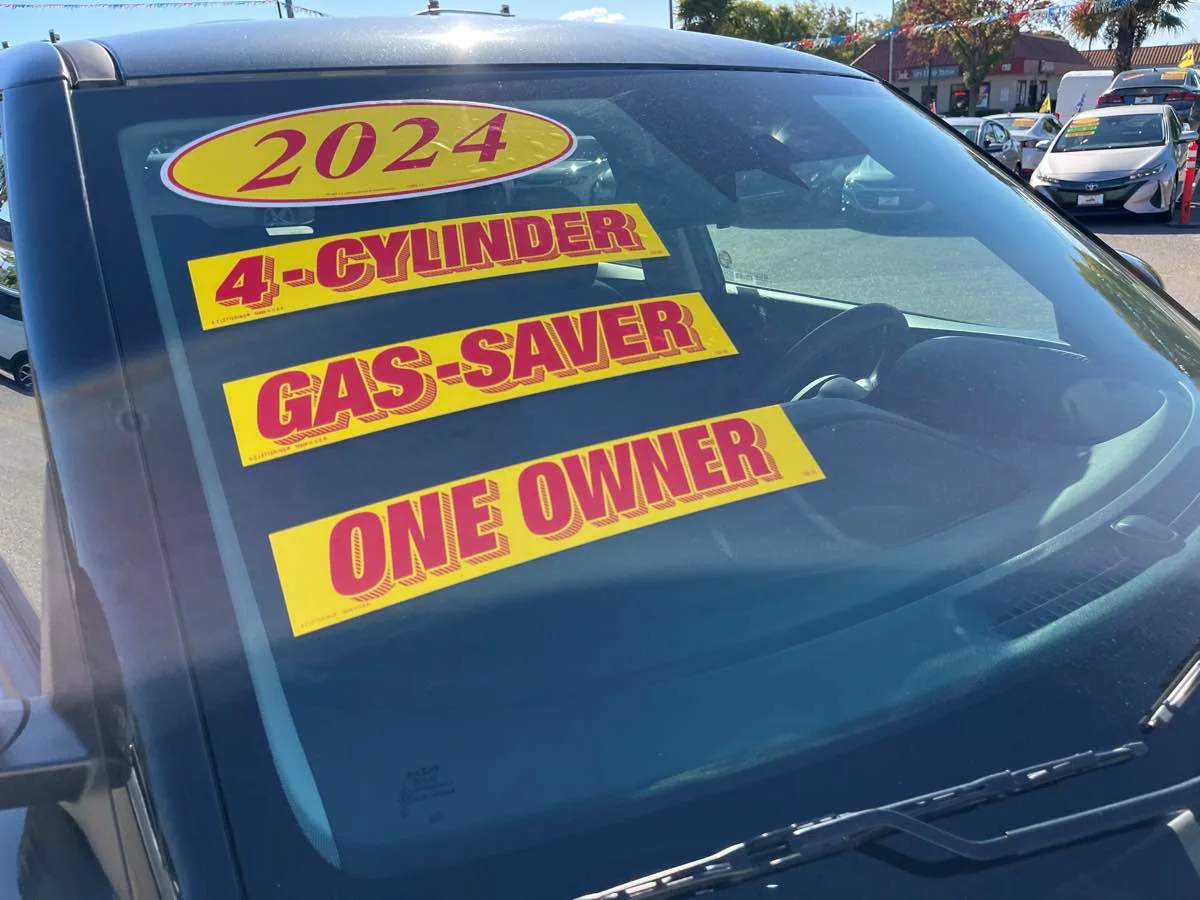 2024
4-CYLINDER
GAS-SAVER
ONE OWNER